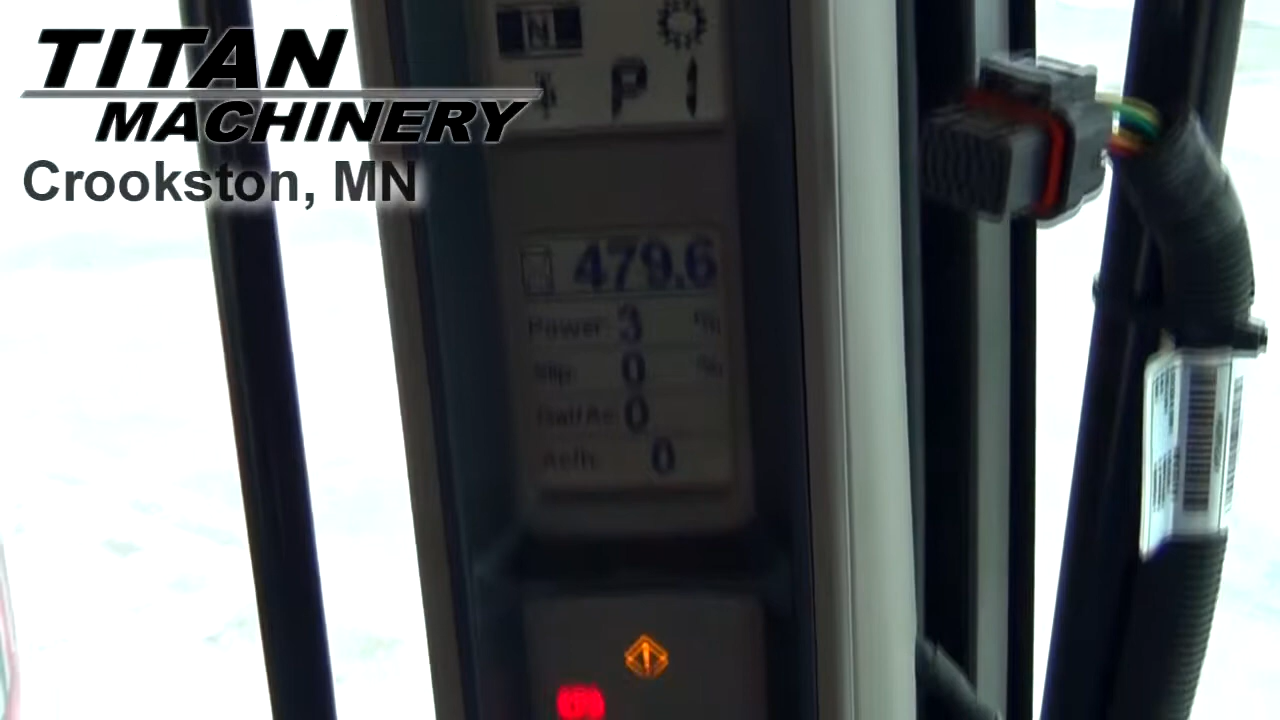 TITAN
MACHINERY
Crookston, MN
N
P
479.6
Power: 3 %
Slip: 0 %
0
0